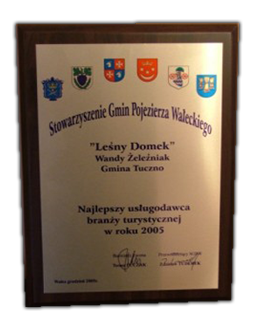 Stowarzyszenie Gmin Pojezierza Wałeckiego
"Leśny Domek"
Wandy Żeleźniak
Gmina Tuczno
Najlepszy usługodawca
branży turystycznej
w roku 2005